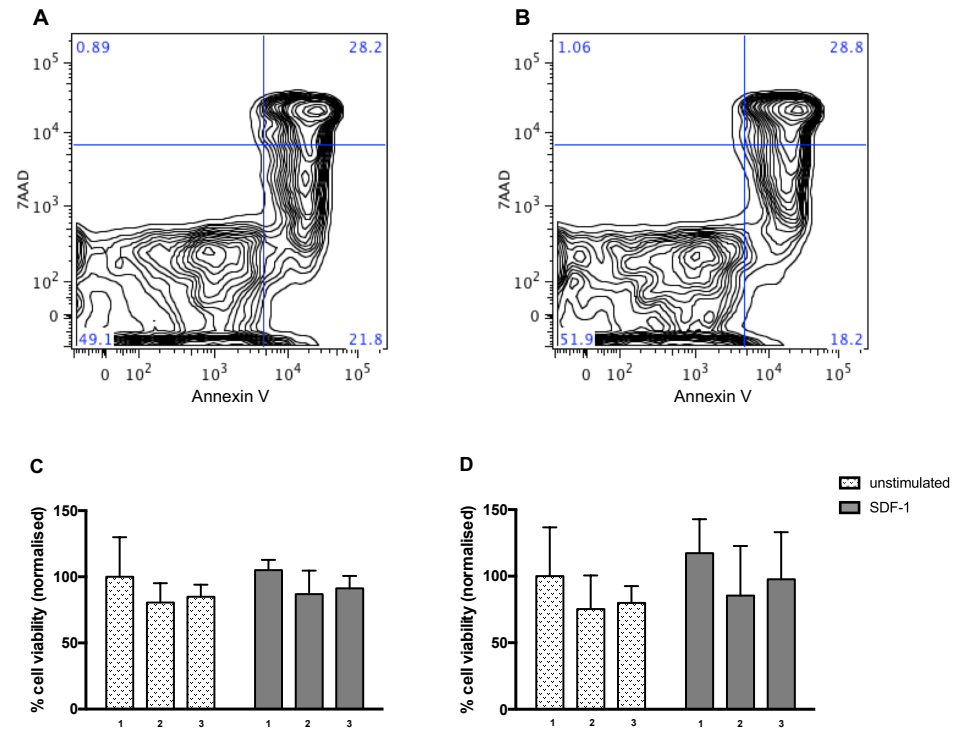 A
0.89 28.2
10^5
10^4
10^3
10^2
0
7AAD
49.1 21.8
0 10^2 10^3 10^4 10^5
Annexin V
B
1.06 28.8
10^5
10^4
10^3
10^2
0
7AAD
51.9 18.2
0 10^2 10^3 10^4 10^5
Annexin V
C
% cell viability (normalised)
150
100
50
0
1 2 3 1 2 3
D
% cell viability (normalised)
150
100
50
0
1 2 3 1 2 3
unstimulated
SDF-1